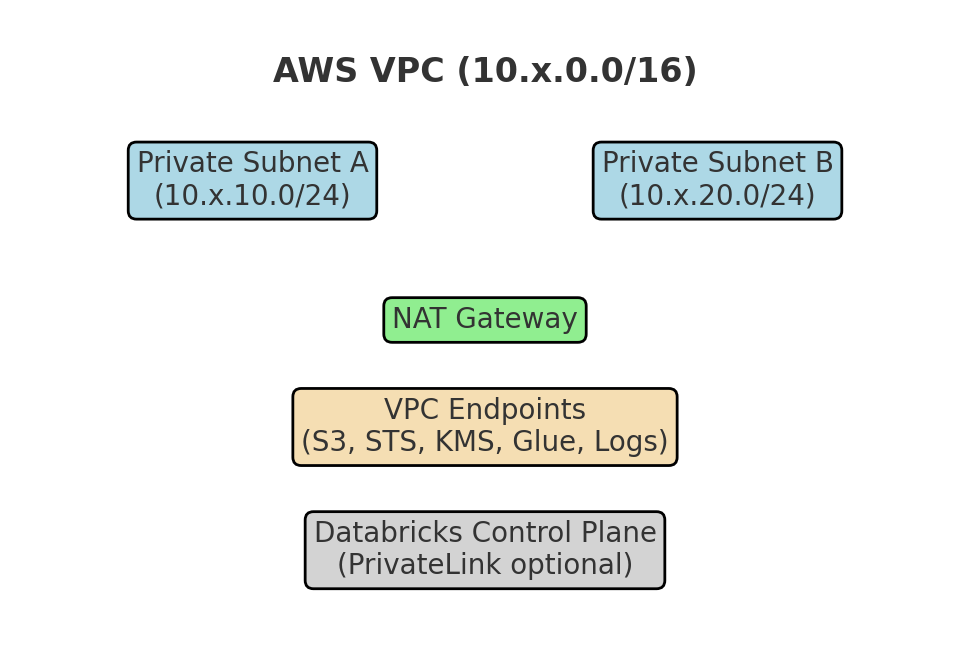 AWS VPC (10.x.0.0/16)
Private Subnet A
(10.x.10.0/24)
Private Subnet B
(10.x.20.0/24)
NAT Gateway
VPC Endpoints
(S3, STS, KMS, Glue, Logs)
Databricks Control Plane
(PrivateLink optional)